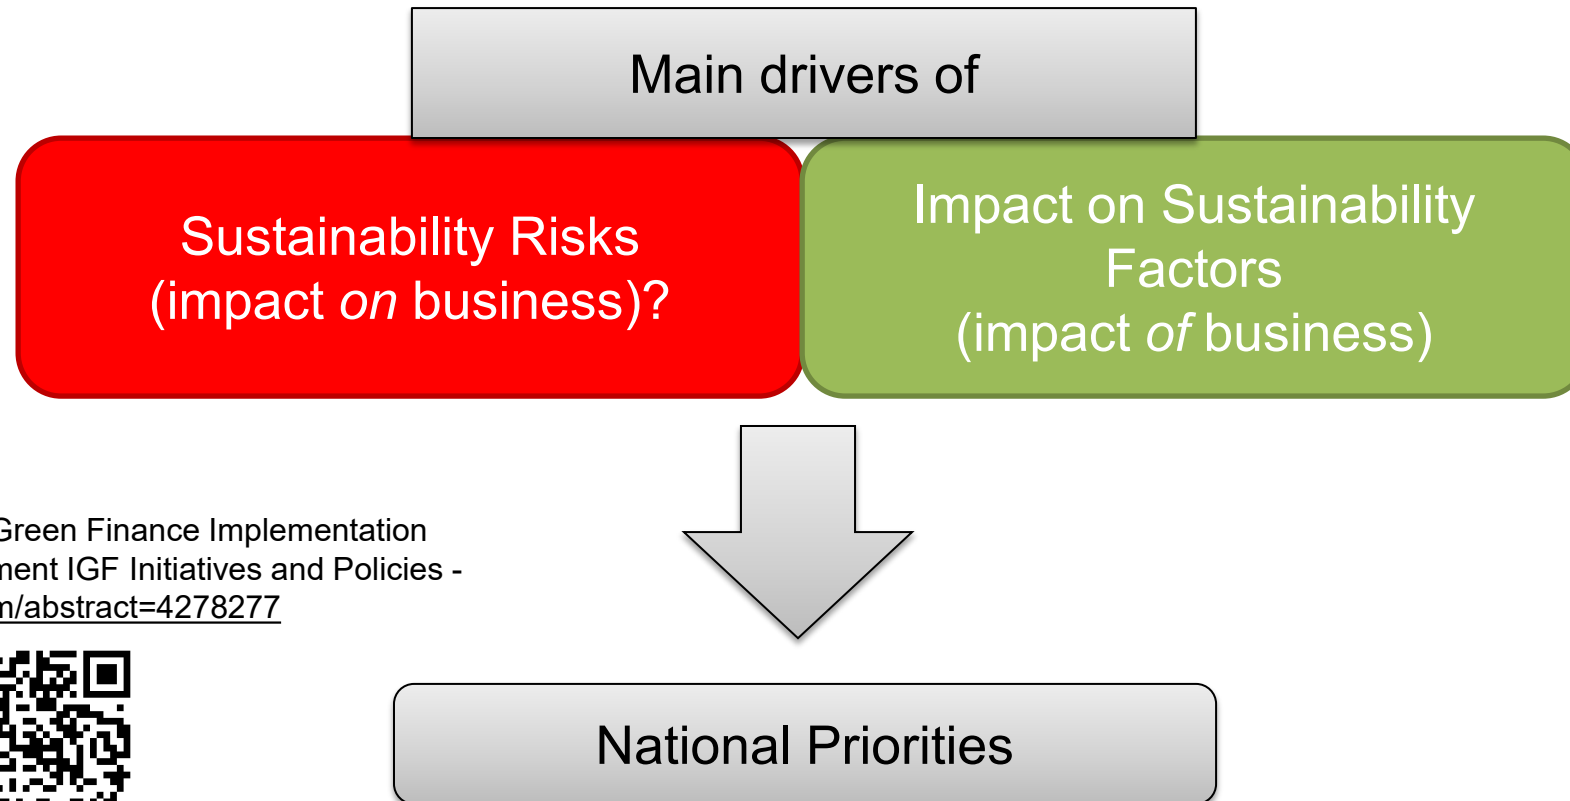 Main drivers of
Sustainability Risks
(impact on business)?
Impact on Sustainability
Factors
(impact of business)
Green Finance Implementation
ment IGF Initiatives and Policies -
m/abstract=4278277
National Priorities